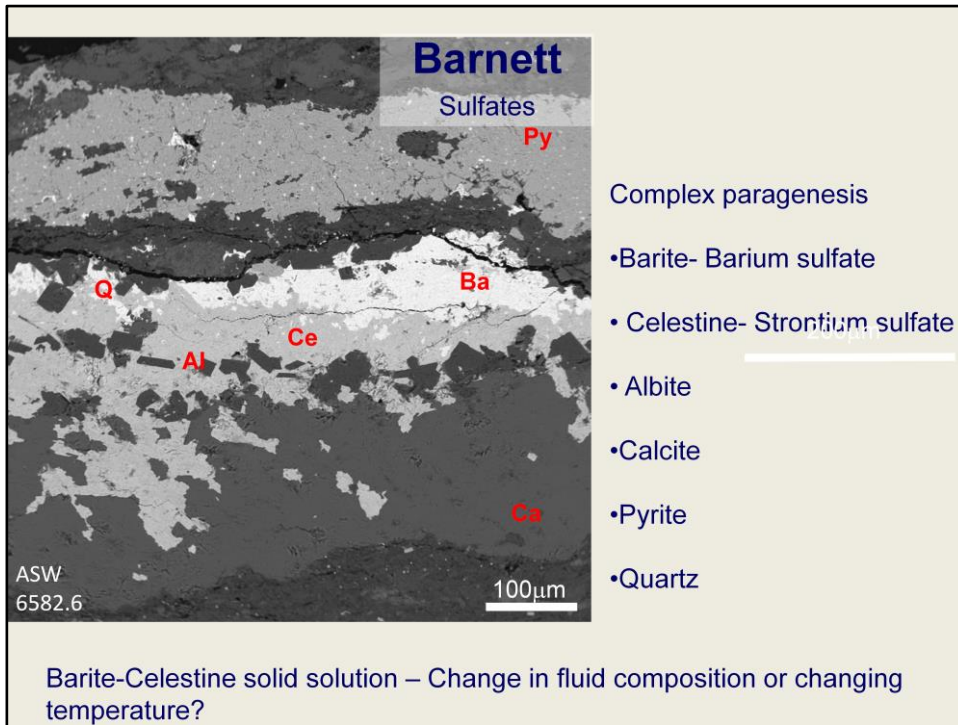 Barnett
Sulfates
Py
Q
Ba
Ce
Al
Ca
ASW
6582.6
100μm
Complex paragenesis
•Barite- Barium sulfate
• Celestine- Strontium sulfate
200μm
• Albite
•Calcite
•Pyrite
•Quartz
Barite-Celestine solid solution – Change in fluid composition or changing
temperature?